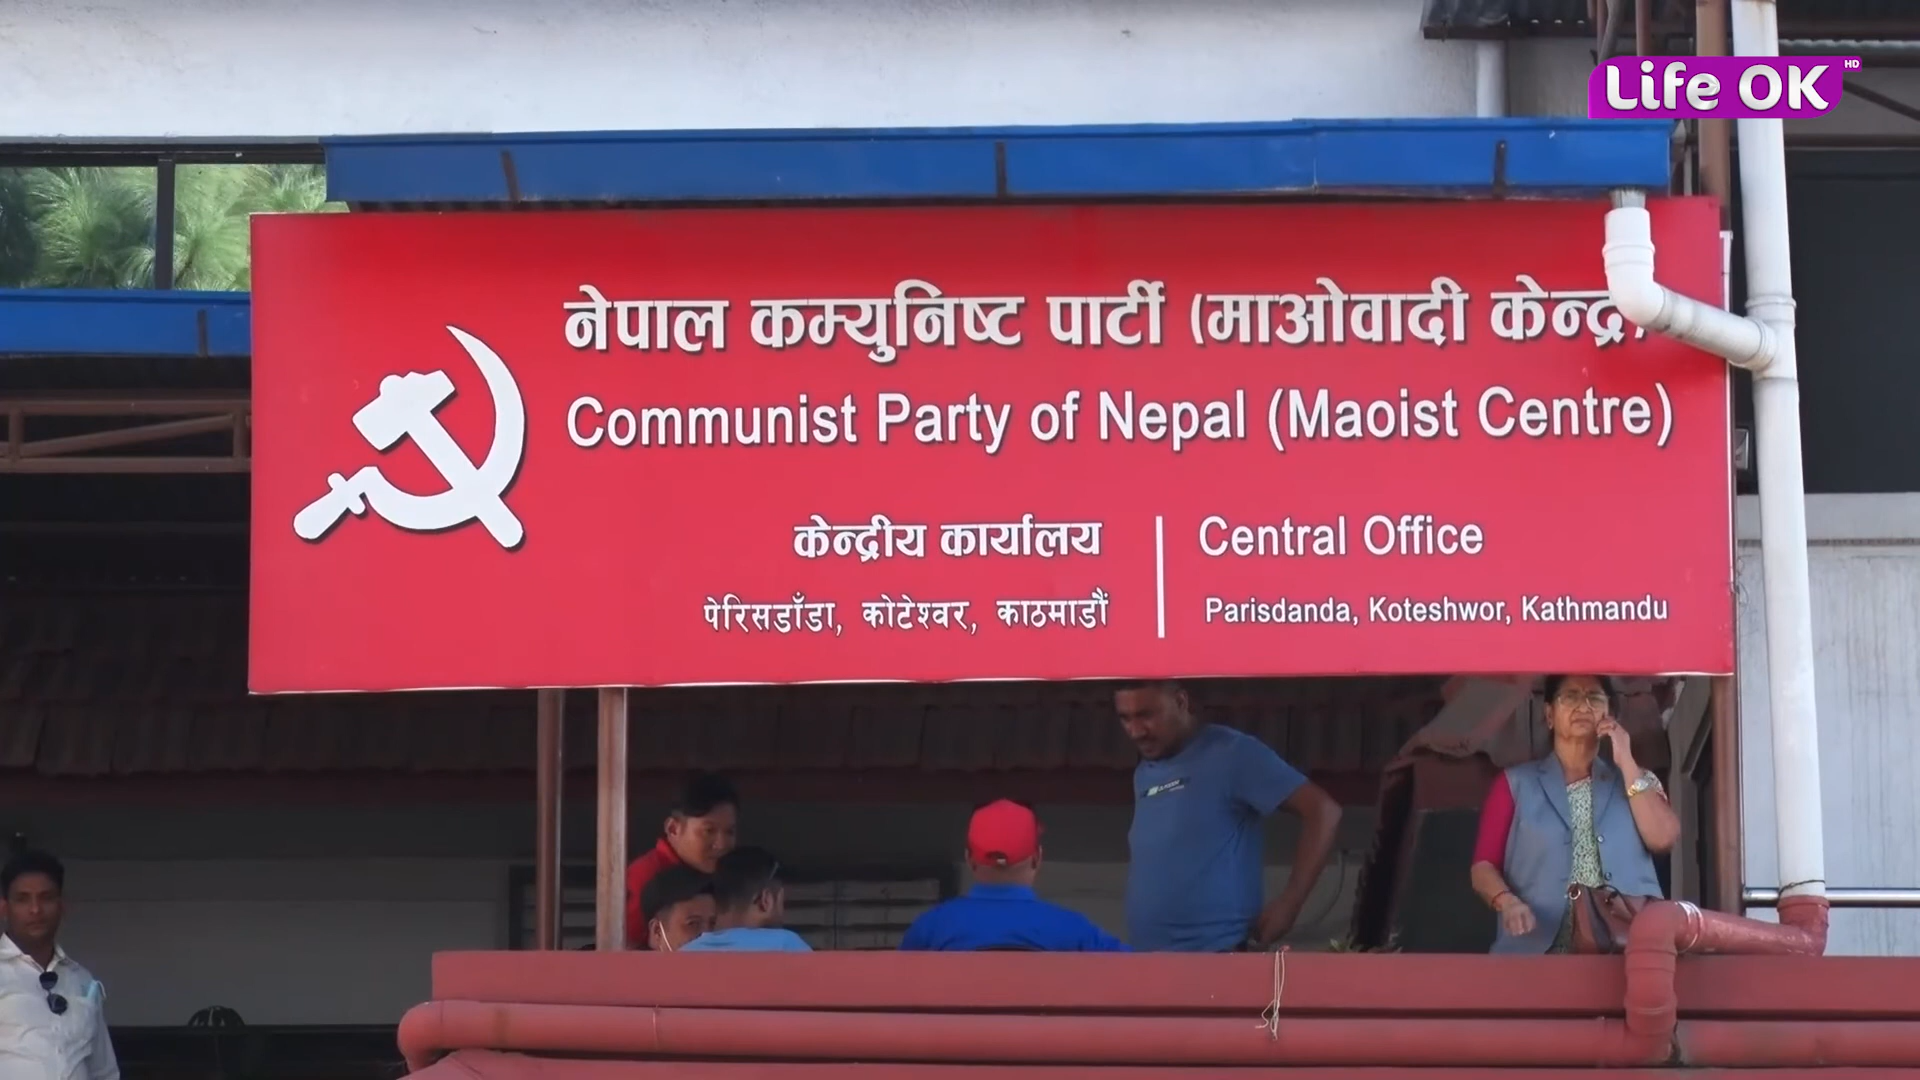 Life OK HD
नेपाल कम्युनिष्ट पार्टी (माओवादी केन्द्र)
Communist Party of Nepal (Maoist Centre)
केन्द्रीय कार्यालय
पेरिसडाँडा, कोटेश्वर, काठमाडौं
Central Office
Parisdanda, Koteshwor, Kathmandu